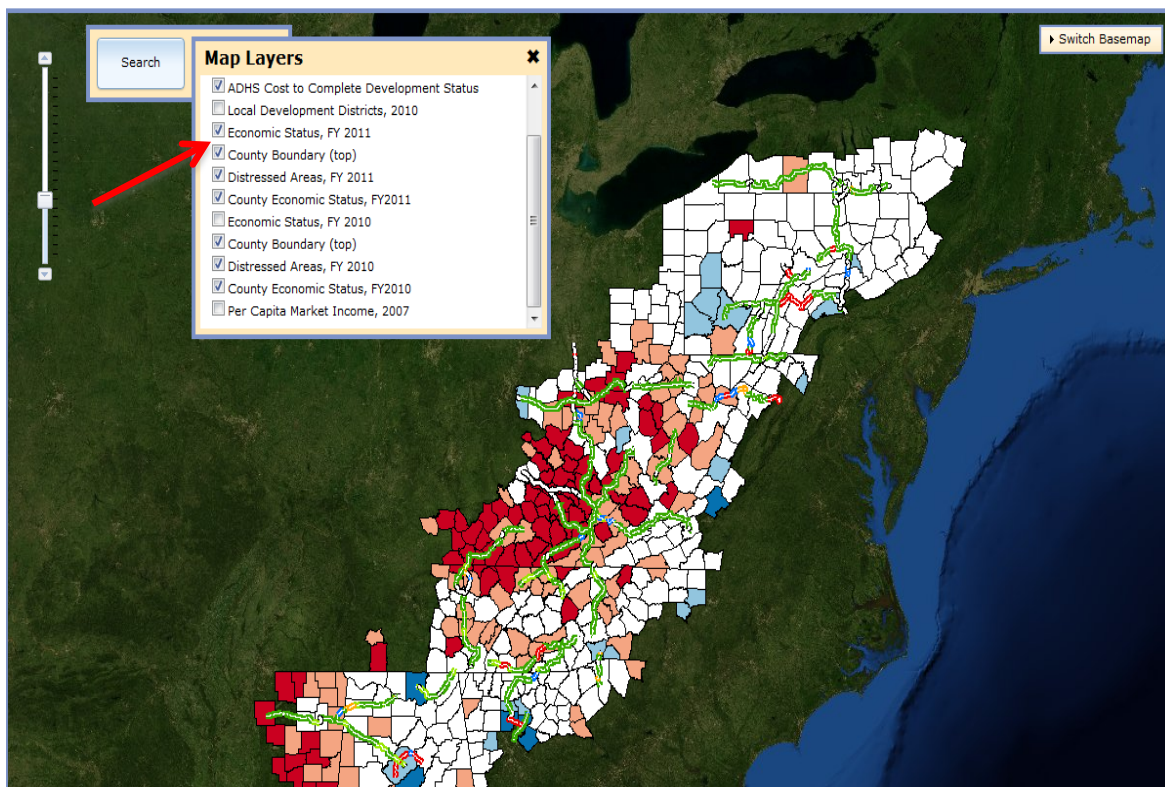 Search
Map Layers
ADHS Cost to Complete Development Status
Local Development Districts, 2010
Economic Status, FY 2011
County Boundary (top)
Distressed Areas, FY 2011
County Economic Status, FY2011
Economic Status, FY 2010
County Boundary (top)
Distressed Areas, FY 2010
County Economic Status, FY2010
Per Capita Market Income, 2007
Switch Basemap